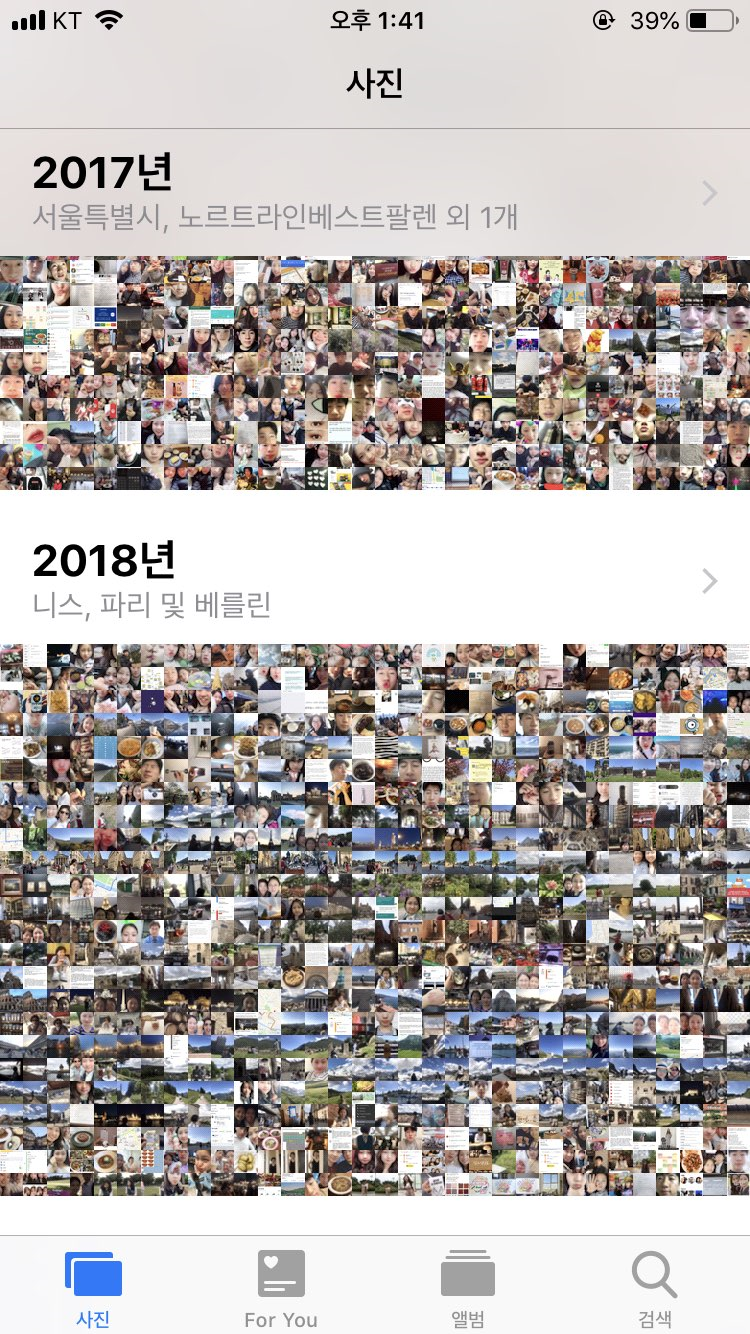 KT 오후 1:41 39%
사진
2017년
서울특별시, 노르트라인베스트팔렌 외 1개
2018년
니스, 파리 및 베를린
사진 For You 앨범 검색